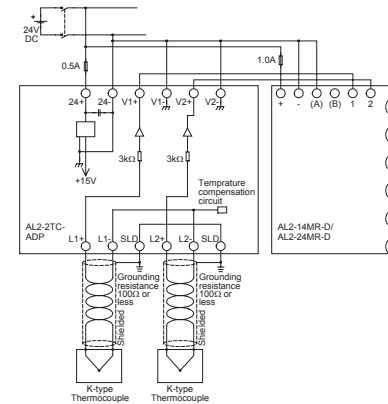 +
24V
DC
-
0.5A
1.0A
24+ 24- V1+ V1- V2+ V2-
+ - (A) (B) 1 2
3kΩ 3kΩ
+15V
Temprature
compensation
circuit
AL2-2TC-
ADP
AL2-14MR-D/
AL2-24MR-D
L1+ L1- SLD L2+ L2- SLD
Grounding
resistance
100Ω or
less
Shielded
Grounding
resistance
100Ω or
less
Shielded
K-type
Thermocouple
K-type
Thermocouple